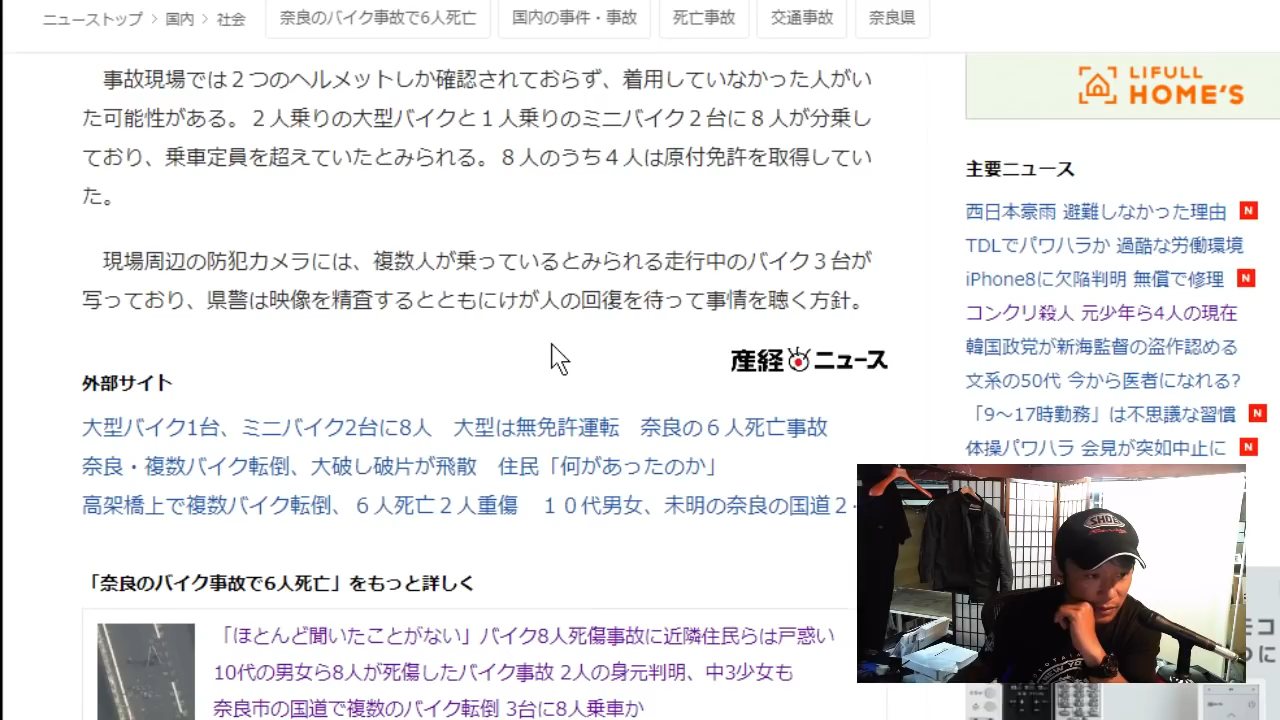 ニューストップ > 国内 > 社会
奈良のバイク事故で6人死亡
国内の事件・事故
死亡事故
交通事故
奈良県
事故現場では２つのヘルメットしか確認されておらず、着用していなかった人がい
た可能性がある。２人乗りの大型バイクと１人乗りのミニバイク２台に８人が分乗し
ており、乗車定員を超えていたとみられる。８人のうち４人は原付免許を取得してい
た。
現場周辺の防犯カメラには、複数人が乗っているとみられる走行中のバイク３台が
写っており、県警は映像を精査するとともにけが人の回復を待って事情を聴く方針。
産経ニュース
外部サイト
大型バイク1台、ミニバイク2台に8人　大型は無免許運転　奈良の６人死亡事故
奈良・複数バイク転倒、大破し破片が飛散　住民「何があったのか」
高架橋上で複数バイク転倒、６人死亡２人重傷　１０代男女、未明の奈良の国道２
「奈良のバイク事故で6人死亡」をもっと詳しく
「ほとんど聞いたことがない」バイク8人死傷事故に近隣住民らは戸惑い
10代の男女ら8人が死傷したバイク事故 2人の身元判明、中3少女も
奈良市の国道で複数のバイク転倒 3台に8人乗車か
LIFULL
HOME'S
主要ニュース
西日本豪雨 避難しなかった理由 N
TDLでパワハラか 過酷な労働環境
iPhone8に欠陥判明 無償で修理 N
コンクリ殺人 元少年ら4人の現在
韓国政党が新海監督の盗作認める
文系の50代 今から医者になれる?
「9～17時勤務」は不思議な習慣 N
体操パワハラ 会見が突如中止に N
SHOEI